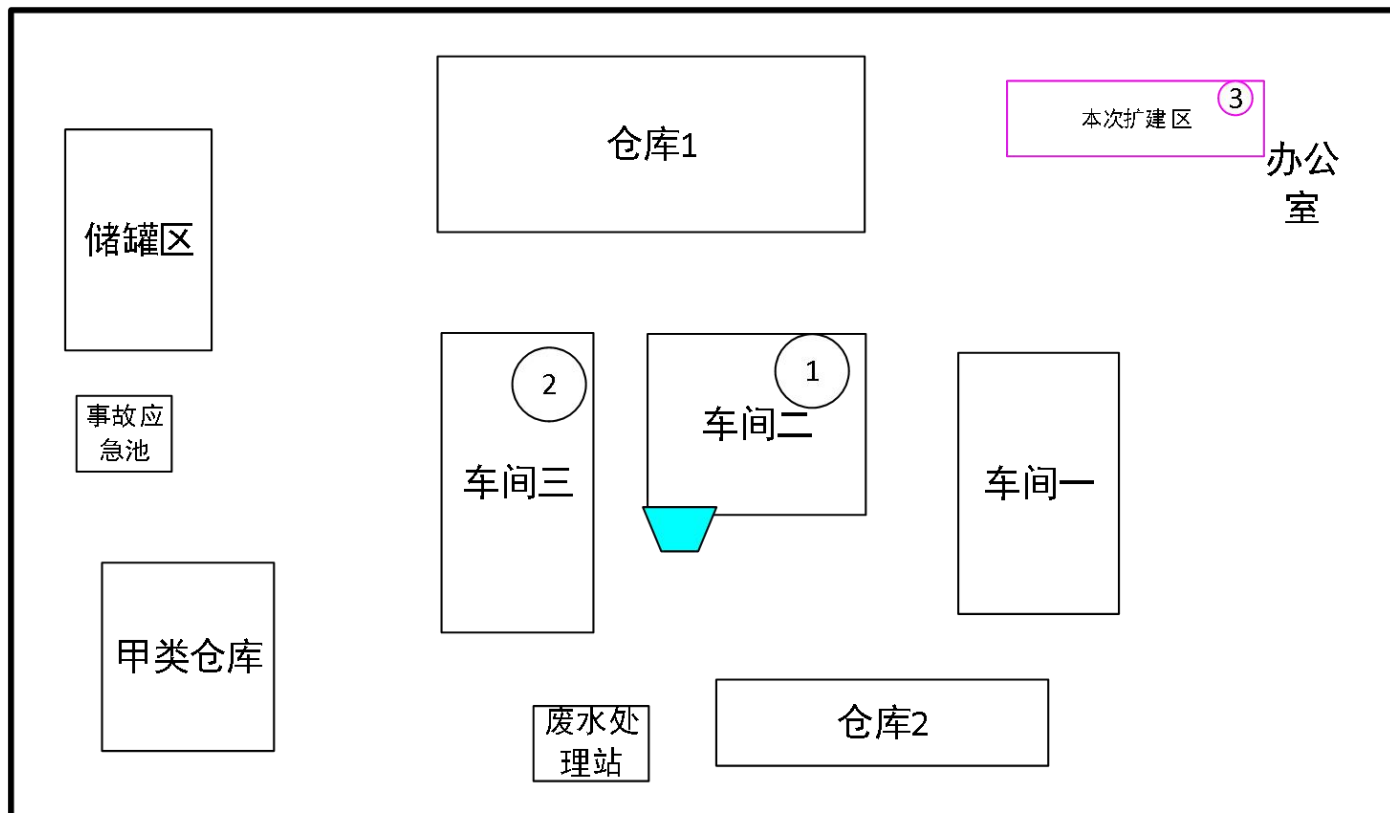 仓库1
3
本次扩建区
办公
室
储罐区
2
1
车间二
事故应
急池
车间三
车间一
甲类仓库
废水处
理站
仓库2